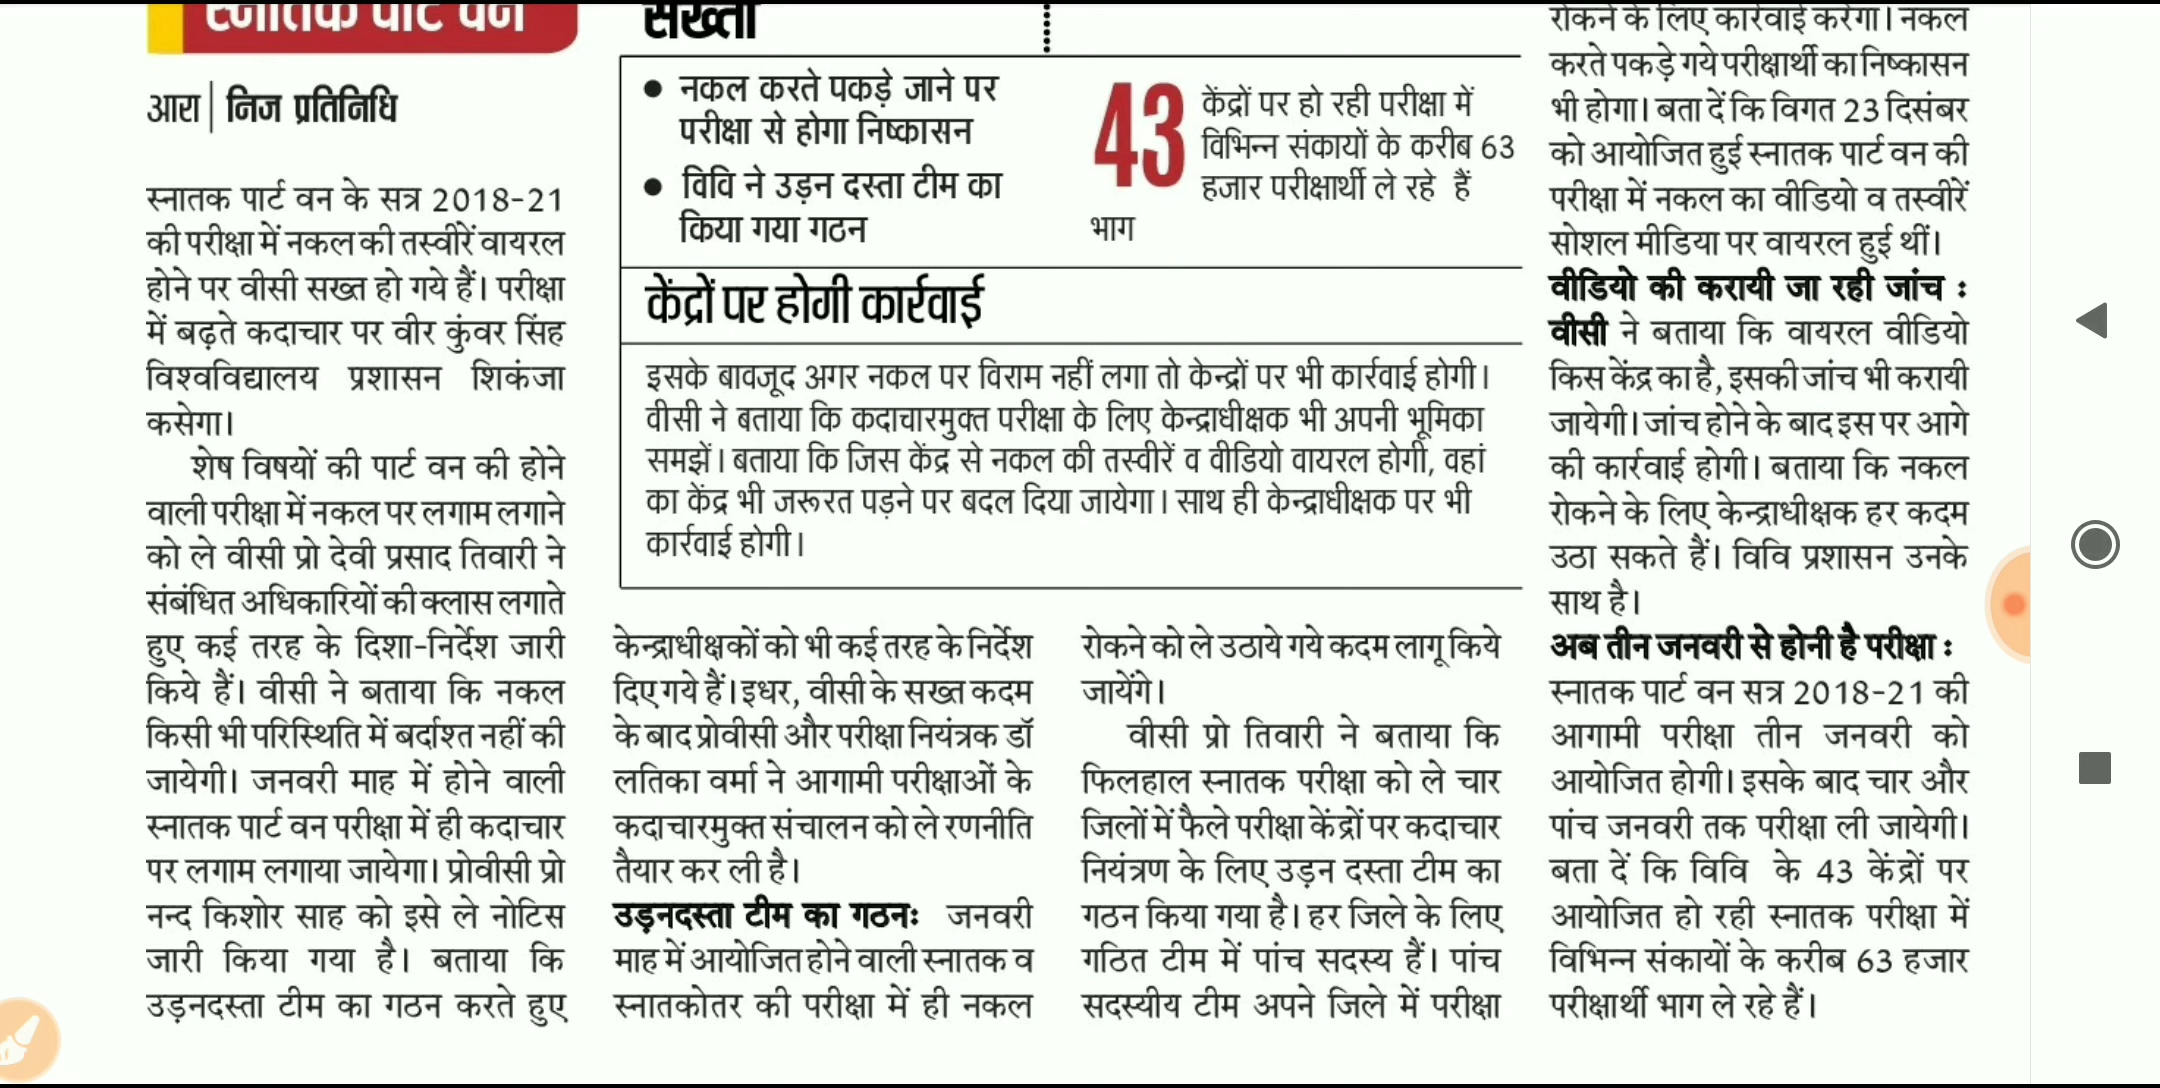 स्नातक पार्ट वन
आरा | निज प्रतिनिधि
स्नातक पार्ट वन के सत्र 2018-21
की परीक्षा में नकल की तस्वीरें वायरल
होने पर वीसी सख्त हो गये हैं। परीक्षा
में बढ़ते कदाचार पर वीर कुंवर सिंह
विश्वविद्यालय प्रशासन शिकंजा
कसेगा।
शेष विषयों की पार्ट वन की होने
वाली परीक्षा में नकल पर लगाम लगाने
को ले वीसी प्रो देवी प्रसाद तिवारी ने
संबंधित अधिकारियों की क्लास लगाते
हुए कई तरह के दिशा-निर्देश जारी
किये हैं। वीसी ने बताया कि नकल
किसी भी परिस्थिति में बर्दाश्त नहीं की
जायेगी। जनवरी माह में होने वाली
स्नातक पार्ट वन परीक्षा में ही कदाचार
पर लगाम लगाया जायेगा। प्रोवीसी प्रो
नन्द किशोर साह को इसे ले नोटिस
जारी किया गया है। बताया कि
उड़नदस्ता टीम का गठन करते हुए
सख्ती
• नकल करते पकड़े जाने पर
परीक्षा से होगा निष्कासन
• विवि ने उड़न दस्ता टीम का
किया गया गठन
43 केंद्रों पर हो रही परीक्षा में
विभिन्न संकायों के करीब 63
हजार परीक्षार्थी ले रहे हैं
भाग
केंद्रों पर होगी कार्रवाई
इसके बावजूद अगर नकल पर विराम नहीं लगा तो केन्द्रों पर भी कार्रवाई होगी।
वीसी ने बताया कि कदाचारमुक्त परीक्षा के लिए केन्द्राधीक्षक भी अपनी भूमिका
समझें। बताया कि जिस केंद्र से नकल की तस्वीरें व वीडियो वायरल होगी, वहां
का केंद्र भी जरूरत पड़ने पर बदल दिया जायेगा। साथ ही केन्द्राधीक्षक पर भी
कार्रवाई होगी।
केन्द्राधीक्षकों को भी कई तरह के निर्देश
दिए गये हैं। इधर, वीसी के सख्त कदम
के बाद प्रोवीसी और परीक्षा नियंत्रक डॉ
लतिका वर्मा ने आगामी परीक्षाओं के
कदाचारमुक्त संचालन को ले रणनीति
तैयार कर ली है।
उड़नदस्ता टीम का गठनः जनवरी
माह में आयोजित होने वाली स्नातक व
स्नातकोतर की परीक्षा में ही नकल
रोकने को ले उठाये गये कदम लागू किये
जायेंगे।
वीसी प्रो तिवारी ने बताया कि
फिलहाल स्नातक परीक्षा को ले चार
जिलों में फैले परीक्षा केंद्रों पर कदाचार
नियंत्रण के लिए उड़न दस्ता टीम का
गठन किया गया है। हर जिले के लिए
गठित टीम में पांच सदस्य हैं। पांच
सदस्यीय टीम अपने जिले में परीक्षा
रोकने के लिए कार्रवाई करेगा। नकल
करते पकड़े गये परीक्षार्थी का निष्कासन
भी होगा। बता दें कि विगत 23 दिसंबर
को आयोजित हुई स्नातक पार्ट वन की
परीक्षा में नकल का वीडियो व तस्वीरें
सोशल मीडिया पर वायरल हुई थीं।
वीडियो की करायी जा रही जांच :
वीसी ने बताया कि वायरल वीडियो
किस केंद्र का है, इसकी जांच भी करायी
जायेगी। जांच होने के बाद इस पर आगे
की कार्रवाई होगी। बताया कि नकल
रोकने के लिए केन्द्राधीक्षक हर कदम
उठा सकते हैं। विवि प्रशासन उनके
साथ है।
अब तीन जनवरी से होनी है परीक्षा :
स्नातक पार्ट वन सत्र 2018-21 की
आगामी परीक्षा तीन जनवरी को
आयोजित होगी। इसके बाद चार और
पांच जनवरी तक परीक्षा ली जायेगी।
बता दें कि विवि के 43 केंद्रों पर
आयोजित हो रही स्नातक परीक्षा में
विभिन्न संकायों के करीब 63 हजार
परीक्षार्थी भाग ले रहे हैं।